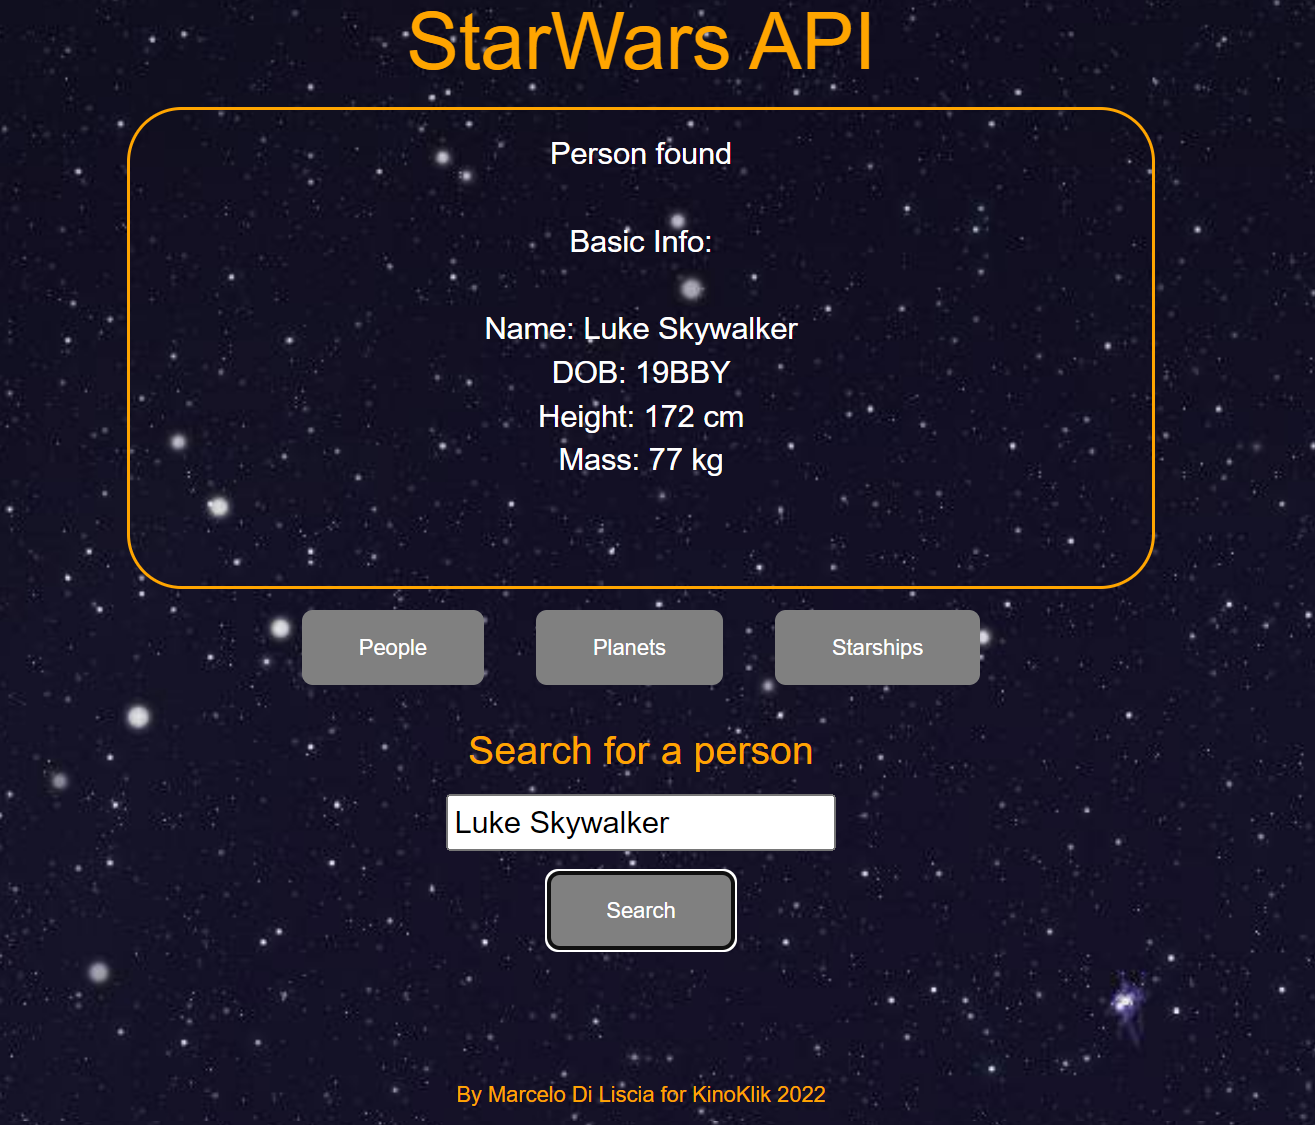 StarWars API
Person found
Basic Info:
Name: Luke Skywalker
DOB: 19BBY
Height: 172 cm
Mass: 77 kg
People
Planets
Starships
Search for a person
Luke Skywalker
Search
By Marcelo Di Liscia for KinoKlik 2022